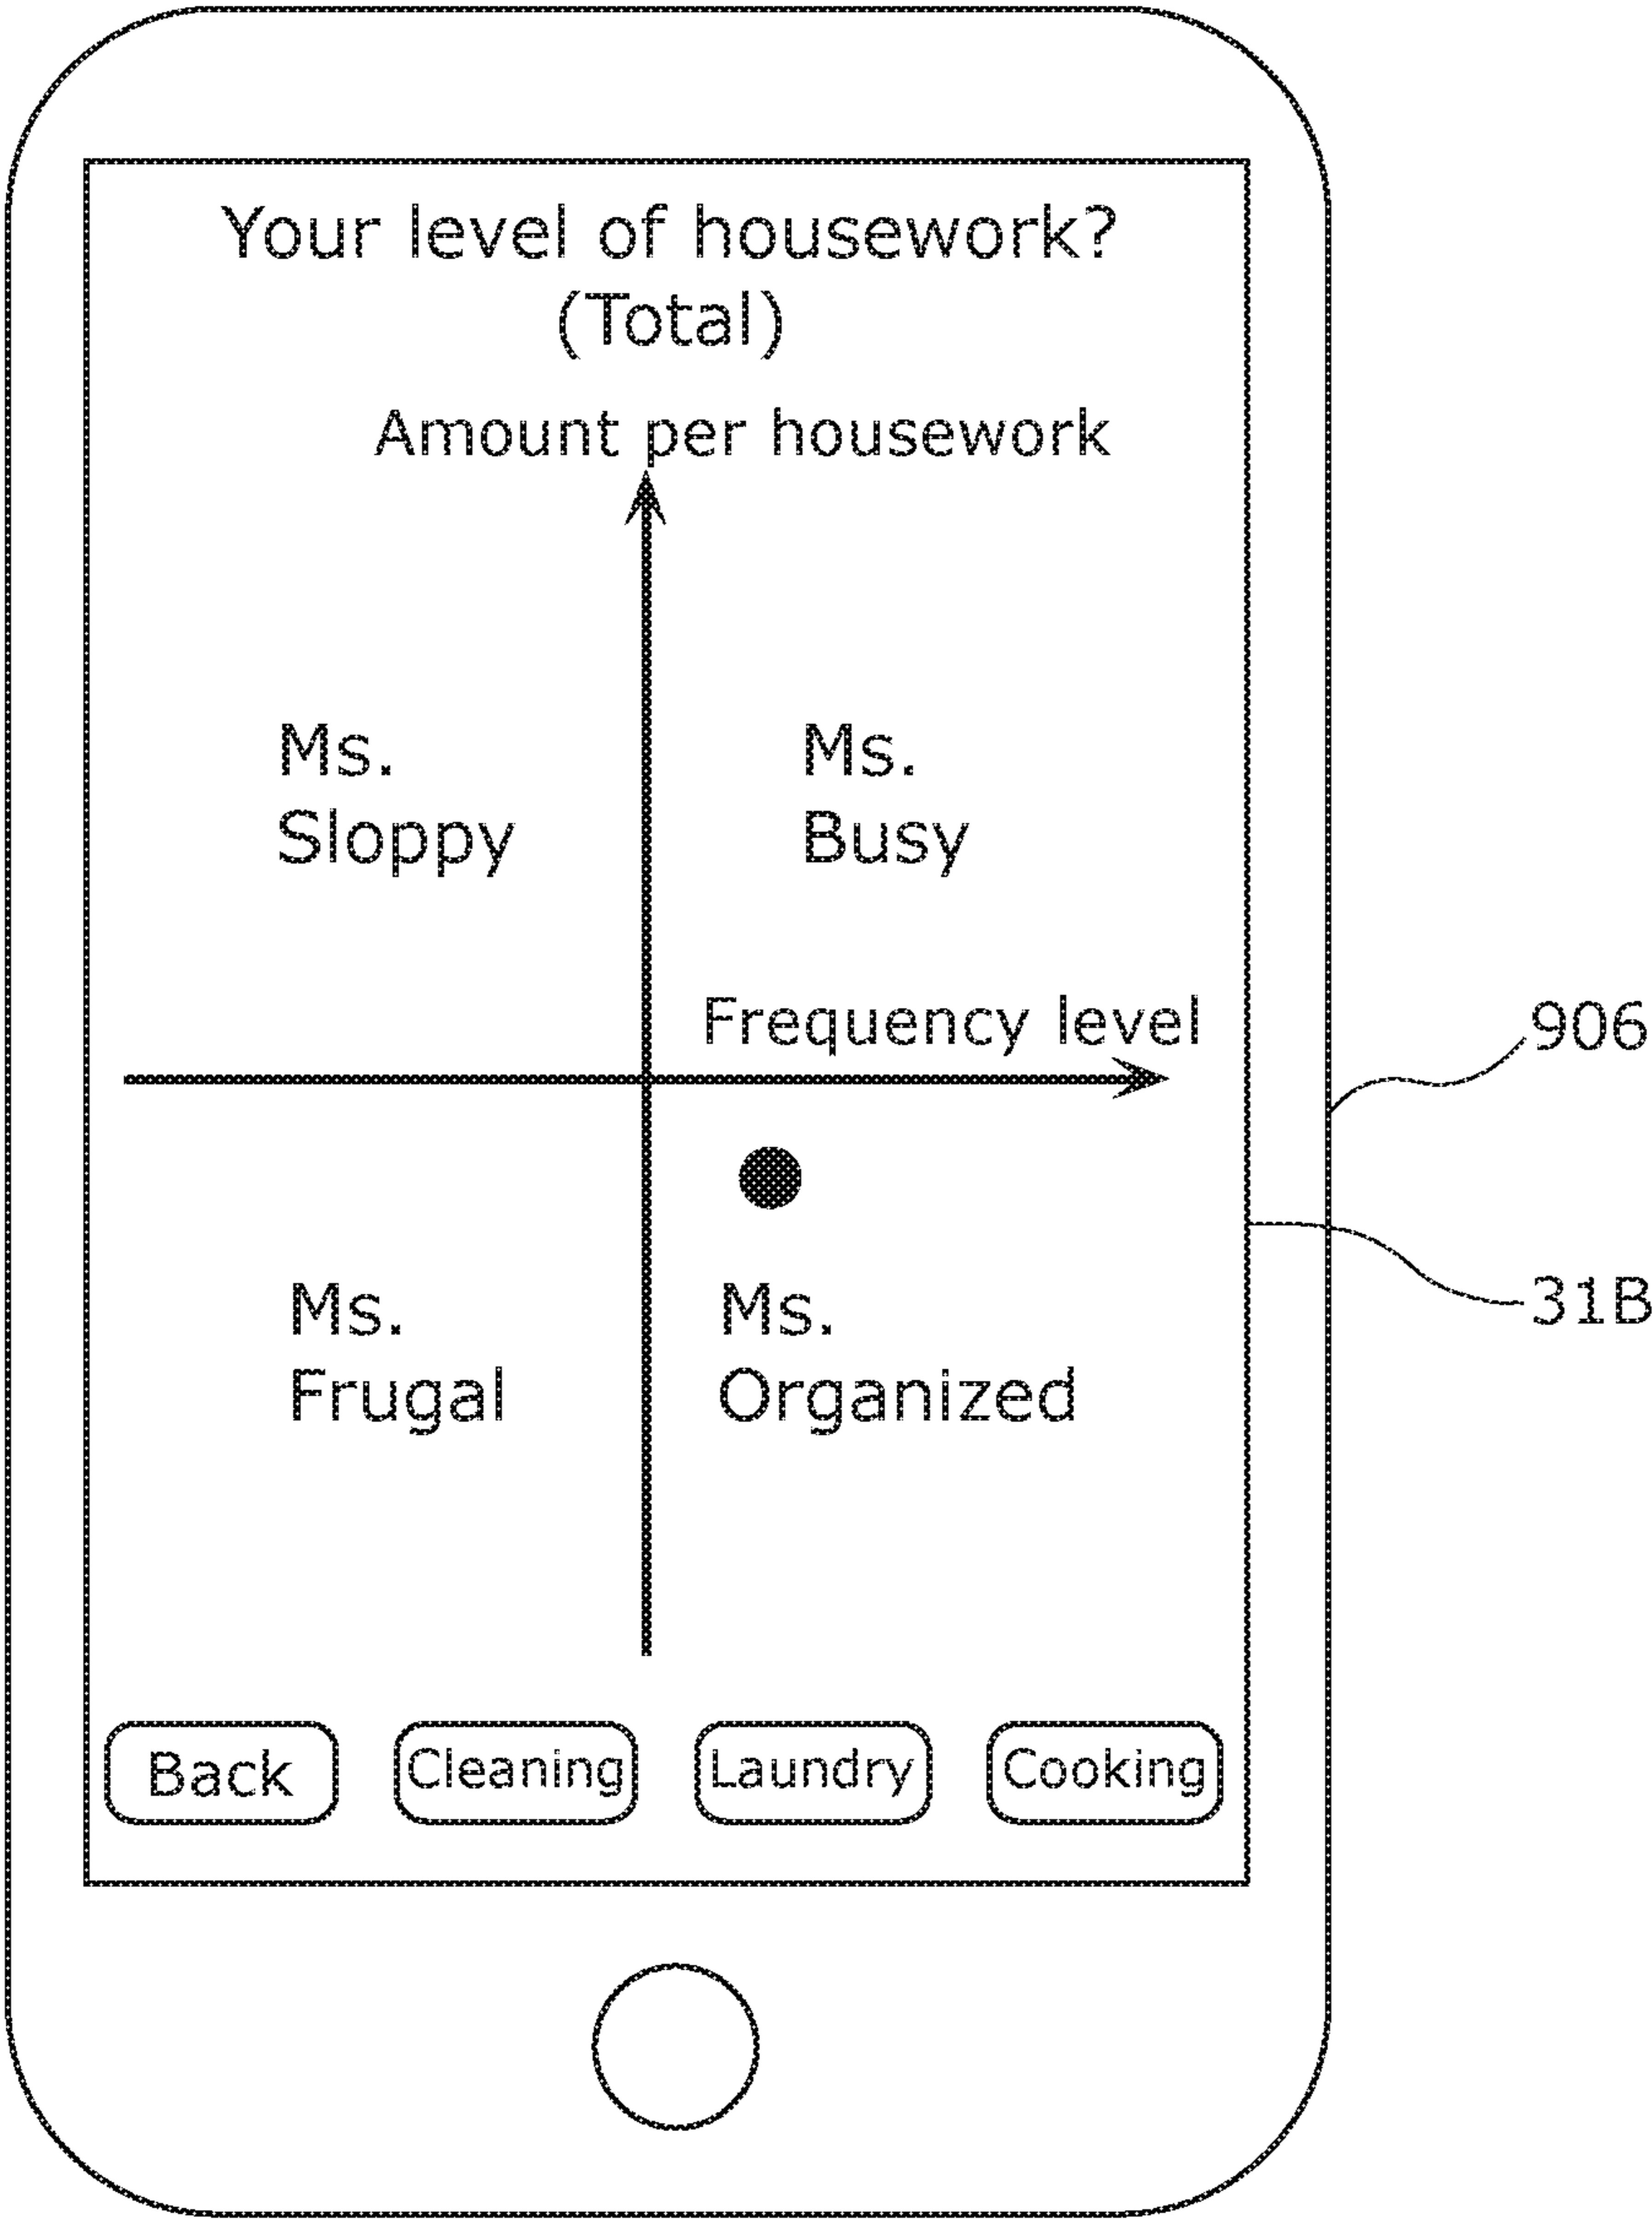 Your level of housework?
(Total)
Amount per housework
Ms.
Sloppy
Ms.
Busy
Frequency level
906
31B
Ms.
Frugal
Ms.
Organized
Back
Cleaning
Laundry
Cooking